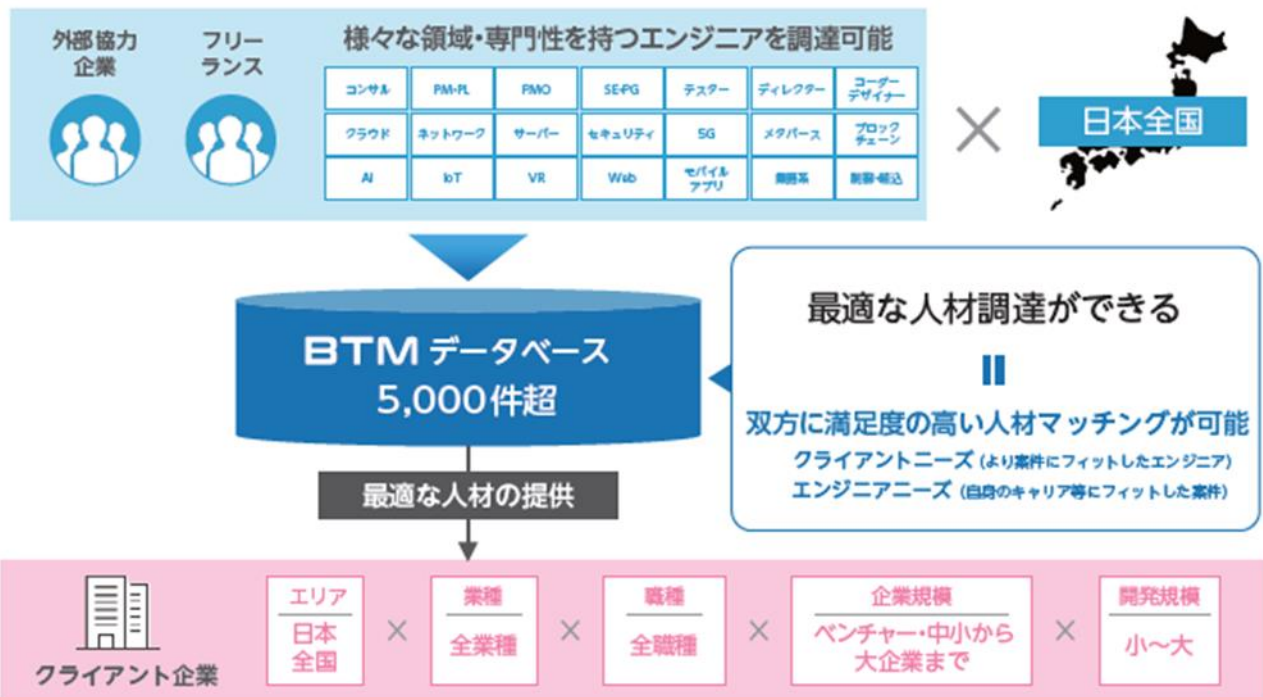 外部協力
企業
フリー
ランス
様々な領域・専門性を持つエンジニアを調達可能
コンサル
PM・PL
PMO
SE・PG
テスター
ディレクター
コーダー
デザイナー
クラウド
ネットワーク
サーバー
セキュリティ
5G
メタバース
ブロック
チェーン
AI
IoT
VR
Web
モバイル
アプリ
×
日本全国
BTM データベース
5,000件超
最適な人材調達ができる
双方に満足度の高い人材マッチングが可能
クライアントニーズ(より案件にフィットしたエンジニア)
エンジニアニーズ(自身のキャリア等にフィットした案件)
最適な人材の提供
クライアント企業
エリア
日本
全国
×
業種
全業種
×
職種
全職種
×
企業規模
ベンチャー・中小から
大企業まで
×
開発規模
小〜大